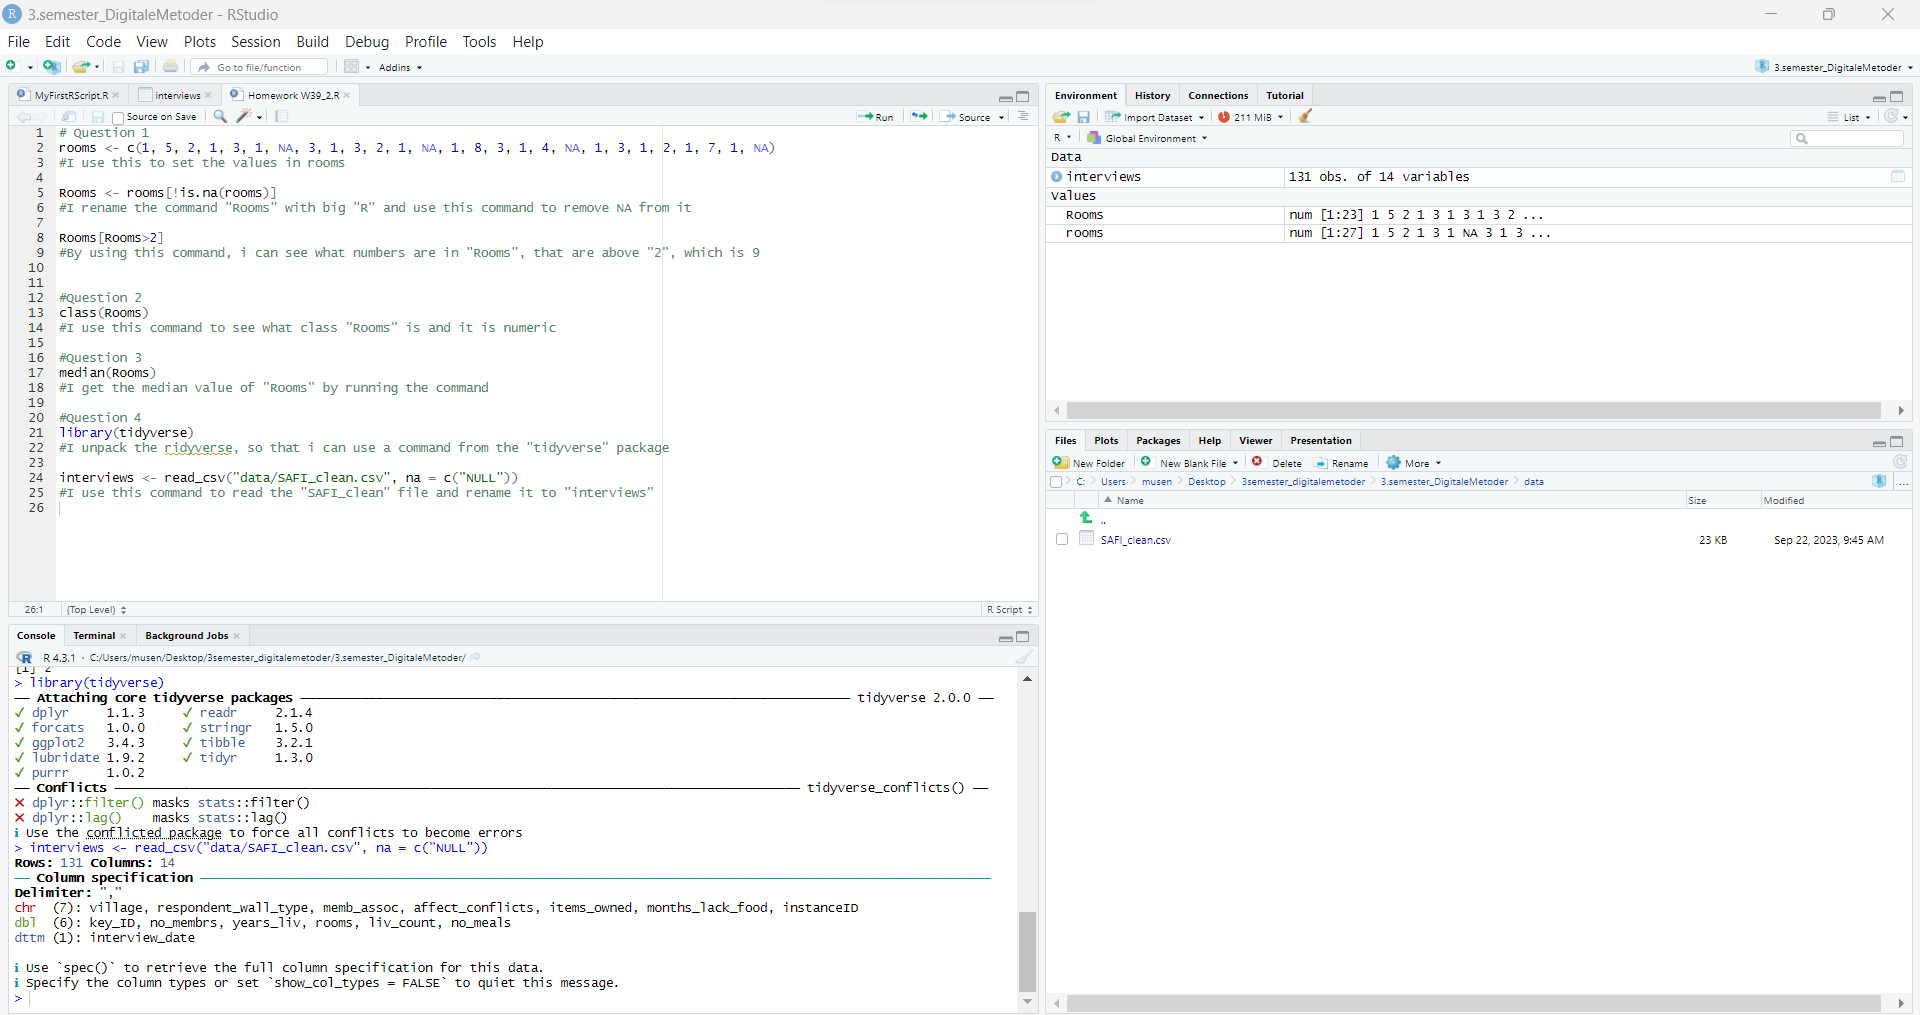 3.semester_DigitaleMetoder - RStudio
File Edit Code View Plots Session Build Debug Profile Tools Help
Go to file/function Addins 3.semester_DigitaleMetoder
MyFirstRScript.R interviews Homework W39_2.R
Source on Save Run Source
1 # Question 1
2 rooms <- c(1, 5, 2, 1, 3, 1, NA, 3, 1, 3, 2, 1, NA, 1, 8, 3, 1, 4, NA, 1, 3, 1, 2, 1, 7, 1, NA)
3 #I use this to set the values in rooms
4
5 Rooms <- rooms[!is.na(rooms)]
6 #I rename the command "Rooms" with big "R" and use this command to remove NA from it
7
8 Rooms[Rooms>2]
9 #By using this command, i can see what numbers are in "Rooms", that are above "2", which is 9
10
11
12 #Question 2
13 class(Rooms)
14 #I use this command to see what class "Rooms" is and it is numeric
15
16 #Question 3
17 median(Rooms)
18 #I get the median value of "Rooms" by running the command
19
20 #Question 4
21 library(tidyverse)
22 #I unpack the ridyverse, so that i can use a command from the "tidyverse" package
23
24 interviews <- read_csv("data/SAFI_clean.csv", na = c("NULL"))
25 #I use this command to read the "SAFI_clean" file and rename it to "interviews"
26
26:1 (Top Level) R Script
Console Terminal Background Jobs
R 4.3.1 · C:/Users/musen/Desktop/3semester_digitalemetoder/3.semester_DigitaleMetoder/
[1] 2
> library(tidyverse)
── Attaching core tidyverse packages ── tidyverse 2.0.0 ──
✓ dplyr 1.1.3 ✓ readr 2.1.4
✓ forcats 1.0.0 ✓ stringr 1.5.0
✓ ggplot2 3.4.3 ✓ tibble 3.2.1
✓ lubridate 1.9.2 ✓ tidyr 1.3.0
✓ purrr 1.0.2
── Conflicts ── tidyverse_conflicts() ──
✗ dplyr::filter() masks stats::filter()
✗ dplyr::lag() masks stats::lag()
ℹ Use the conflicted package to force all conflicts to become errors
> interviews <- read_csv("data/SAFI_clean.csv", na = c("NULL"))
Rows: 131 Columns: 14
── Column specification ──
Delimiter: ","
chr (7): village, respondent_wall_type, memb_assoc, affect_conflicts, items_owned, months_lack_food, instanceID
dbl (6): key_ID, no_membrs, years_liv, rooms, liv_count, no_meals
dttm (1): interview_date
ℹ Use `spec()` to retrieve the full column specification for this data.
ℹ Specify the column types or set `show_col_types = FALSE` to quiet this message.
>
Environment History Connections Tutorial
Import Dataset 211 MiB List
R Global Environment
Data
interviews 131 obs. of 14 variables
Values
Rooms num [1:23] 1 5 2 1 3 1 3 1 3 2 ...
rooms num [1:27] 1 5 2 1 3 1 NA 3 1 3 ...
Files Plots Packages Help Viewer Presentation
New Folder New Blank File Delete Rename More
C: Users musen Desktop 3semester_digitalemetoder 3.semester_DigitaleMetoder data ...
Name Size Modified
..
SAFI_clean.csv 23 KB Sep 22, 2023, 9:45 AM